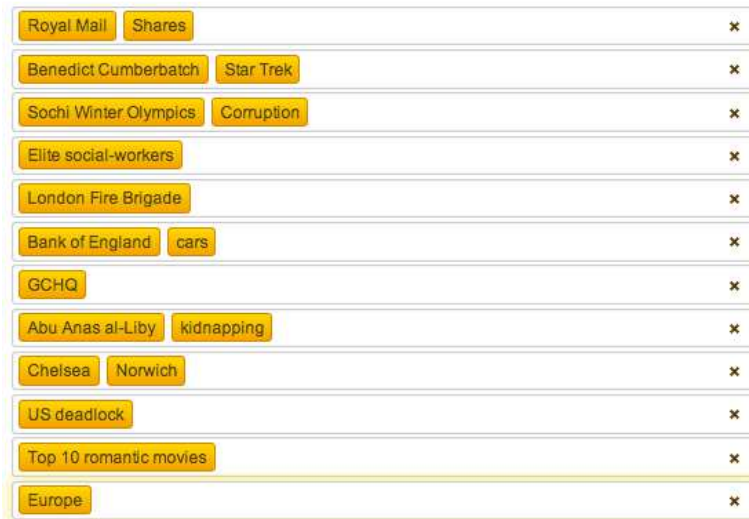 Royal Mail Shares
Benedict Cumberbatch Star Trek
Sochi Winter Olympics Corruption
Elite social-workers
London Fire Brigade
Bank of England cars
GCHQ
Abu Anas al-Liby kidnapping
Chelsea Norwich
US deadlock
Top 10 romantic movies
Europe